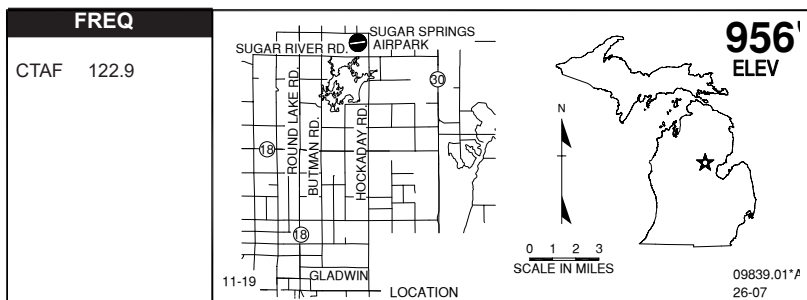 FREQ
CTAF 122.9
SUGAR SPRINGS
AIRPARK
SUGAR RIVER RD.
30
ROUND LAKE RD.
BUTMAN RD.
HOCKADAY RD.
18
18
GLADWIN
11-19
LOCATION
956'
ELEV
N
0 1 2 3
SCALE IN MILES
09839.01*A
26-07